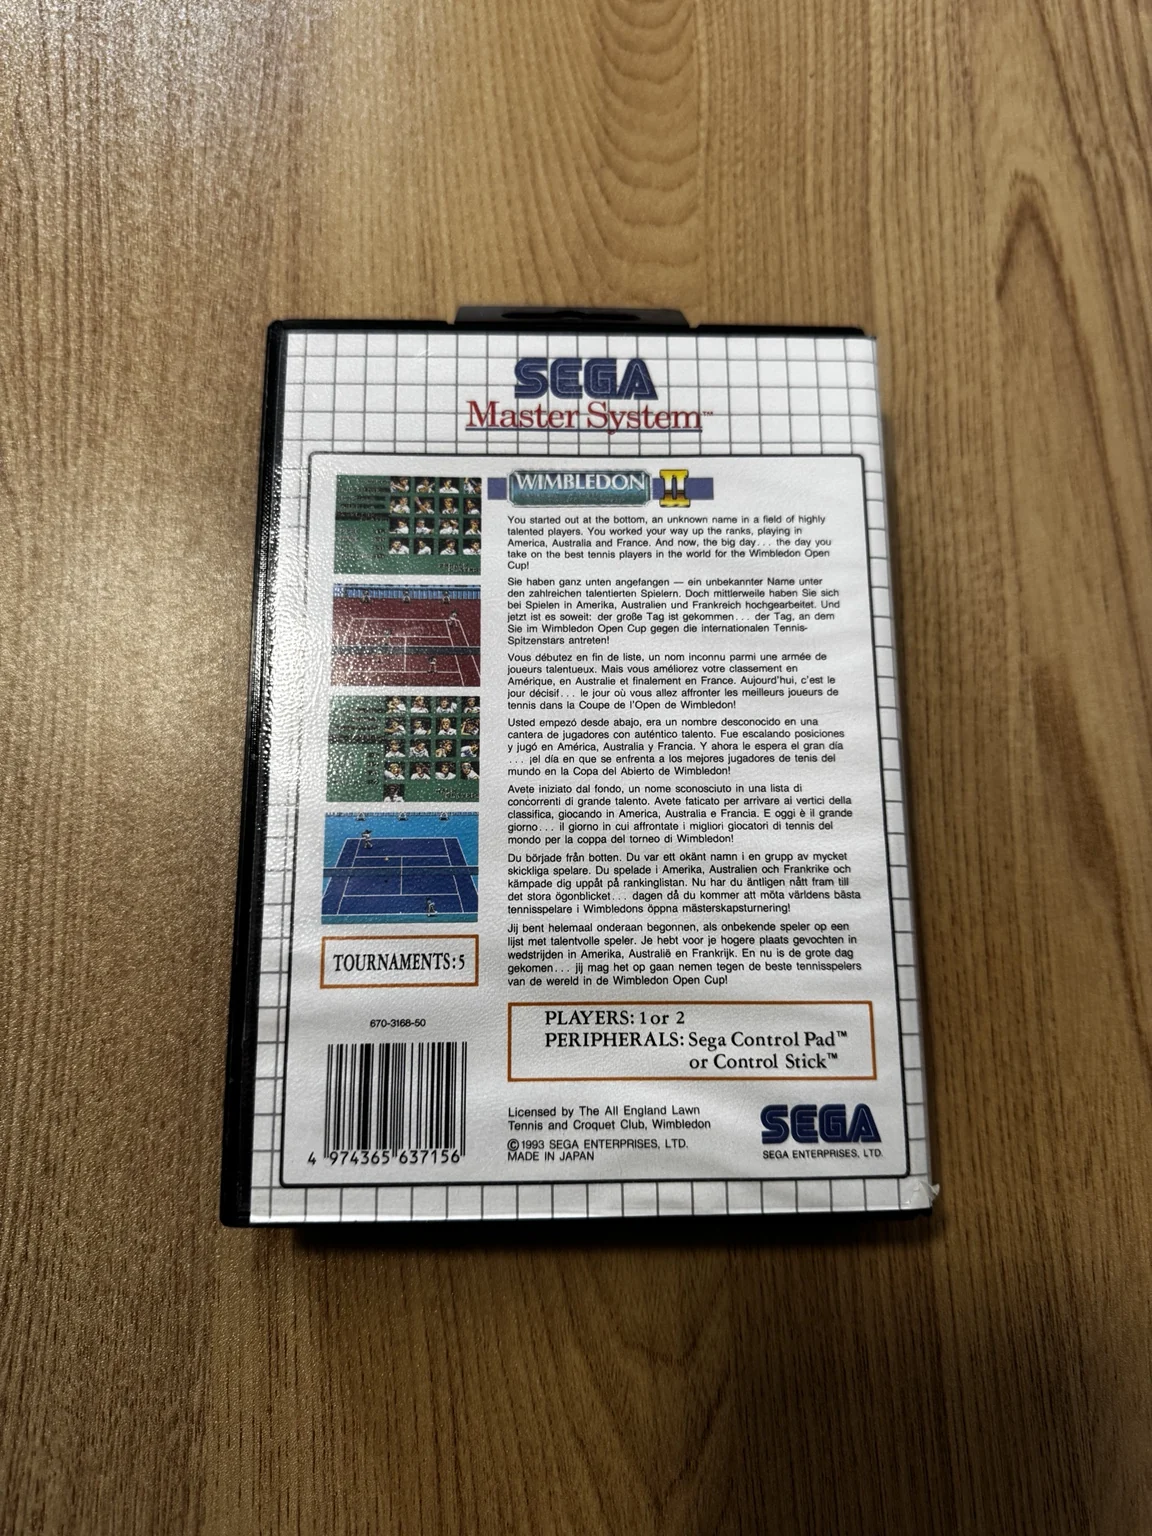 SEGA
Master System™
WIMBLEDON II
You started out at the bottom, an unknown name in a field of highly
talented players. You worked your way up the ranks, playing in
America, Australia and France. And now, the big day... the day you
take on the best tennis players in the world for the Wimbledon Open
Cup!
Sie haben ganz unten angefangen — ein unbekannter Name unter
den zahlreichen talentierten Spielern. Doch mittlerweile haben Sie sich
bei Spielen in Amerika, Australien und Frankreich hochgearbeitet. Und
jetzt ist es soweit: der große Tag ist gekommen... der Tag, an dem
Sie im Wimbledon Open Cup gegen die internationalen Tennis-
Spitzenstars antreten!
Vous débutez en fin de liste, un nom inconnu parmi une armée de
joueurs talentueux. Mais vous améliorez votre classement en
Amérique, en Australie et finalement en France. Aujourd'hui, c'est le
jour décisif... le jour où vous allez affronter les meilleurs joueurs de
tennis dans la Coupe de l'Open de Wimbledon!
Usted empezó desde abajo, era un nombre desconocido en una
cantera de jugadores con auténtico talento. Fue escalando posiciones
y jugó en América, Australia y Francia. Y ahora le espera el gran día
... ¡el día en que se enfrenta a los mejores jugadores de tenis del
mundo en la Copa del Abierto de Wimbledon!
Avete iniziato dal fondo, un nome sconosciuto in una lista di
concorrenti di grande talento. Avete faticato per arrivare ai vertici della
classifica, giocando in America, Australia e Francia. E oggi è il grande
giorno... il giorno in cui affrontate i migliori giocatori di tennis del
mondo per la coppa del torneo di Wimbledon!
Du började från botten. Du var ett okänt namn i en grupp av mycket
skickliga spelare. Du spelade i Amerika, Australien och Frankrike och
kämpade dig uppåt på rankinglistan. Nu har du äntligen nått fram till
det stora ögonblicket... dagen då du kommer att möta världens bästa
tennisspelare i Wimbledons öppna mästerskapsturnering!
Jij bent helemaal onderaan begonnen, als onbekende speler op een
lijst met talentvolle speler. Je hebt voor je hogere plaats gevochten in
wedstrijden in Amerika, Australië en Frankrijk. En nu is de grote dag
gekomen... jij mag het op gaan nemen tegen de beste tennisspelers
van de wereld in de Wimbledon Open Cup!
TOURNAMENTS: 5
670-3168-50
4 974365 637156
PLAYERS: 1 or 2
PERIPHERALS: Sega Control Pad™
or Control Stick™
Licensed by The All England Lawn
Tennis and Croquet Club, Wimbledon
© 1993 SEGA ENTERPRISES, LTD.
MADE IN JAPAN
SEGA
SEGA ENTERPRISES, LTD.